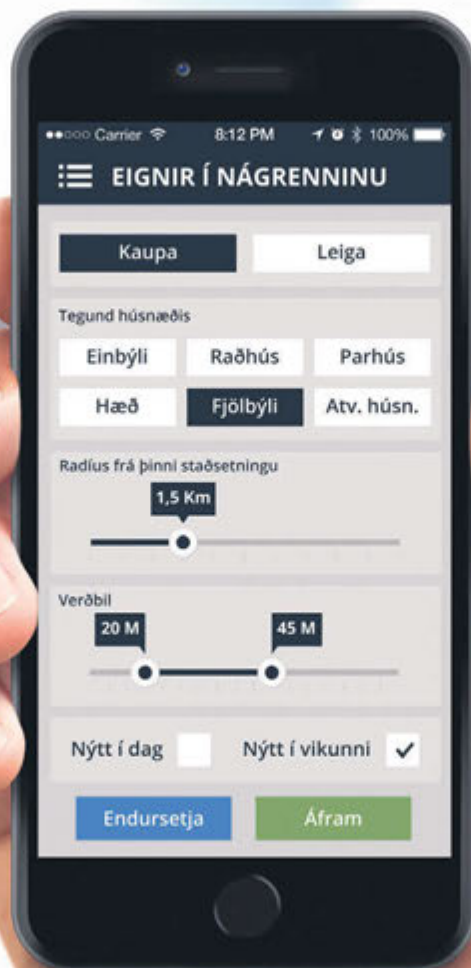 Carrier 8:12 PM 100%
EIGNIR Í NÁGRENNINU
Kaupa Leiga
Tegund húsnæðis
Einbýli Raðhús Parhús
Hæð Fjölbýli Atv. húsn.
Radíus frá þinni staðsetningu
1,5 Km
Verðbil
20 M 45 M
Nýtt í dag Nýtt í vikunni
Endursetja Áfram